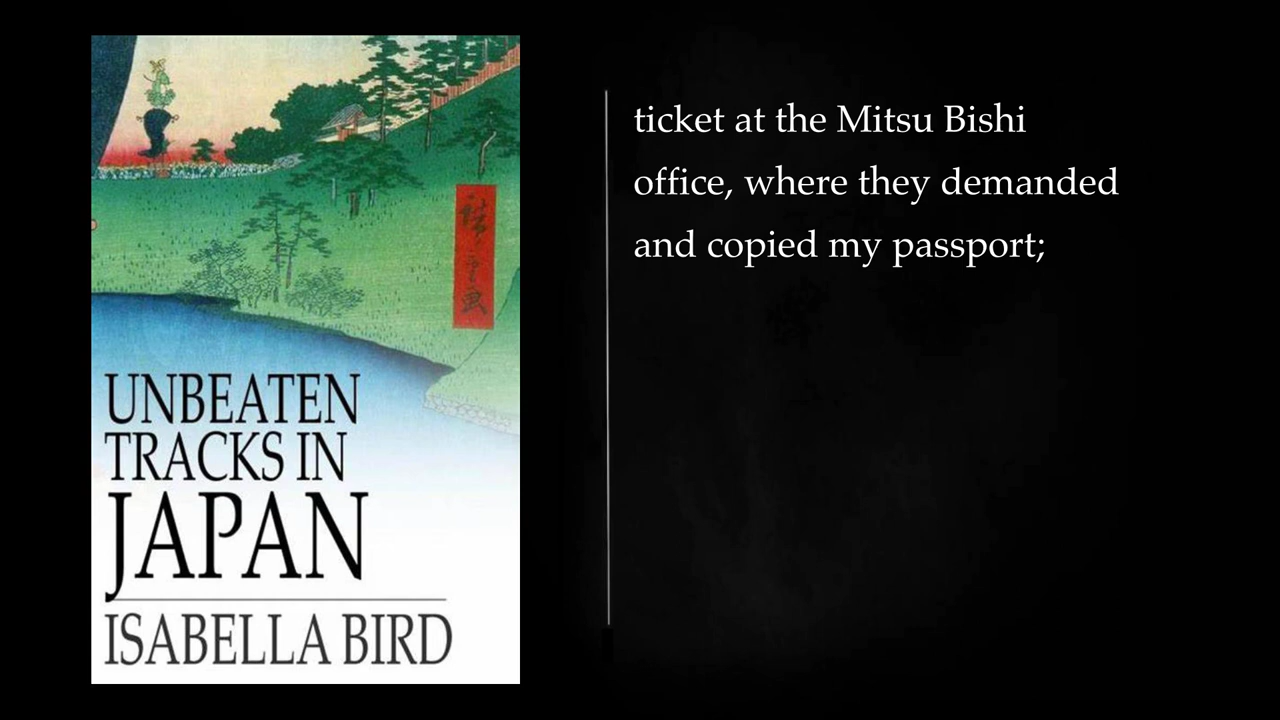 UNBEATEN
TRACKS IN
JAPAN
ISABELLA BIRD
ticket at the Mitsu Bishi
office, where they demanded
and copied my passport;